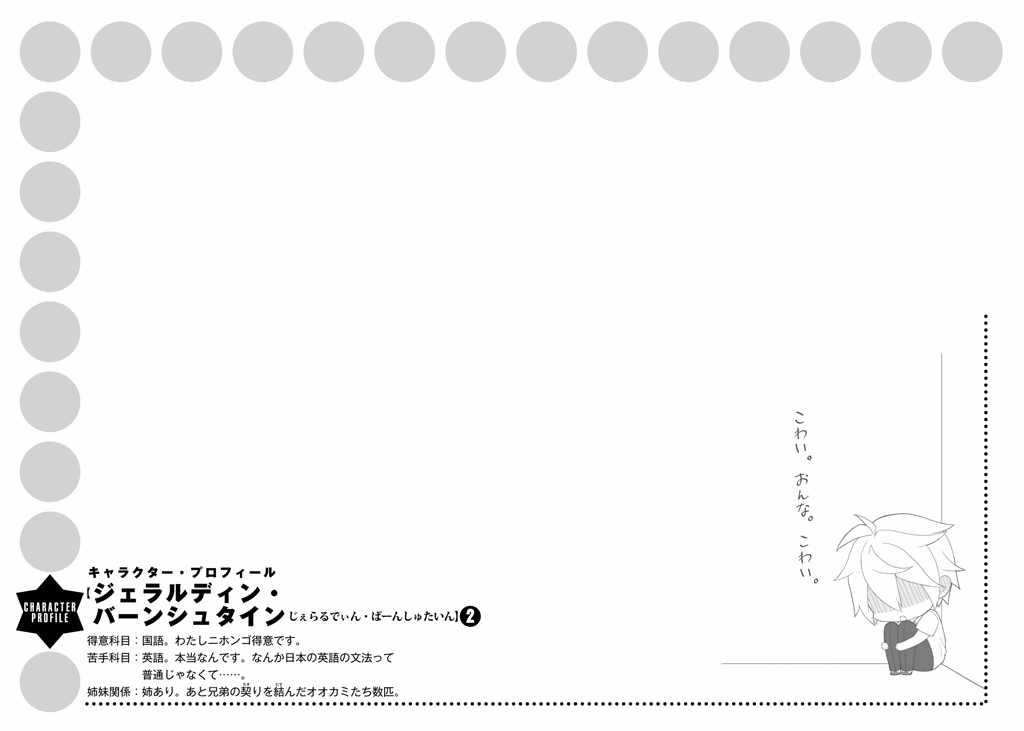 こわい。おんな。こわい。
CHARACTER
PROFILE
キャラクター・プロフィール
【ジェラルディン・
バーンシュタイン じぇらるでぃん・ばーんしゅたいん】❷
得意科目：国語。わたしニホンゴ得意です。
苦手科目：英語。本当なんです。なんか日本の英語の文法って
普通じゃなくて……。
姉妹関係：姉あり。あと兄弟の契りを結んだオオカミたち数匹。